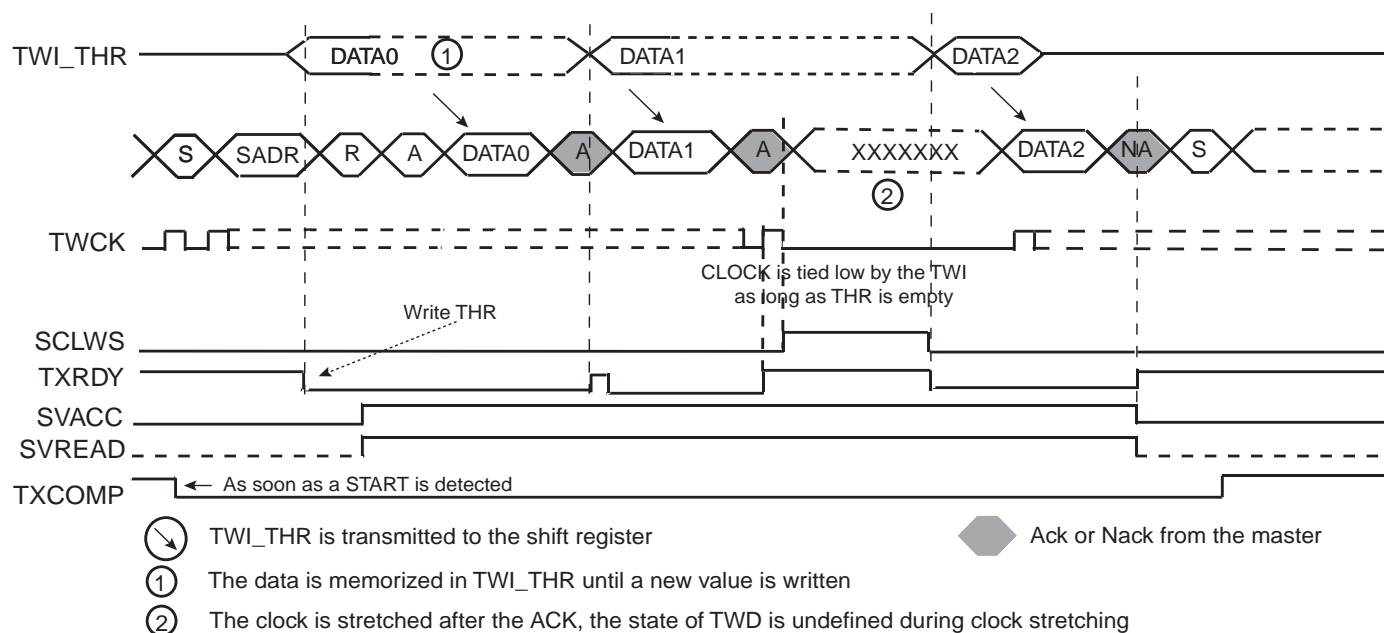 TWI_THR DATA0 1 DATA1 DATA2
S SADR R A DATA0 A DATA1 A XXXXXXX DATA2 NA S
2
TWCK
CLOCK is tied low by the TWI
as long as THR is empty
Write THR
SCLWS
TXRDY
SVACC
SVREAD
TXCOMP As soon as a START is detected
TWI_THR is transmitted to the shift register Ack or Nack from the master
1 The data is memorized in TWI_THR until a new value is written
2 The clock is stretched after the ACK, the state of TWD is undefined during clock stretching